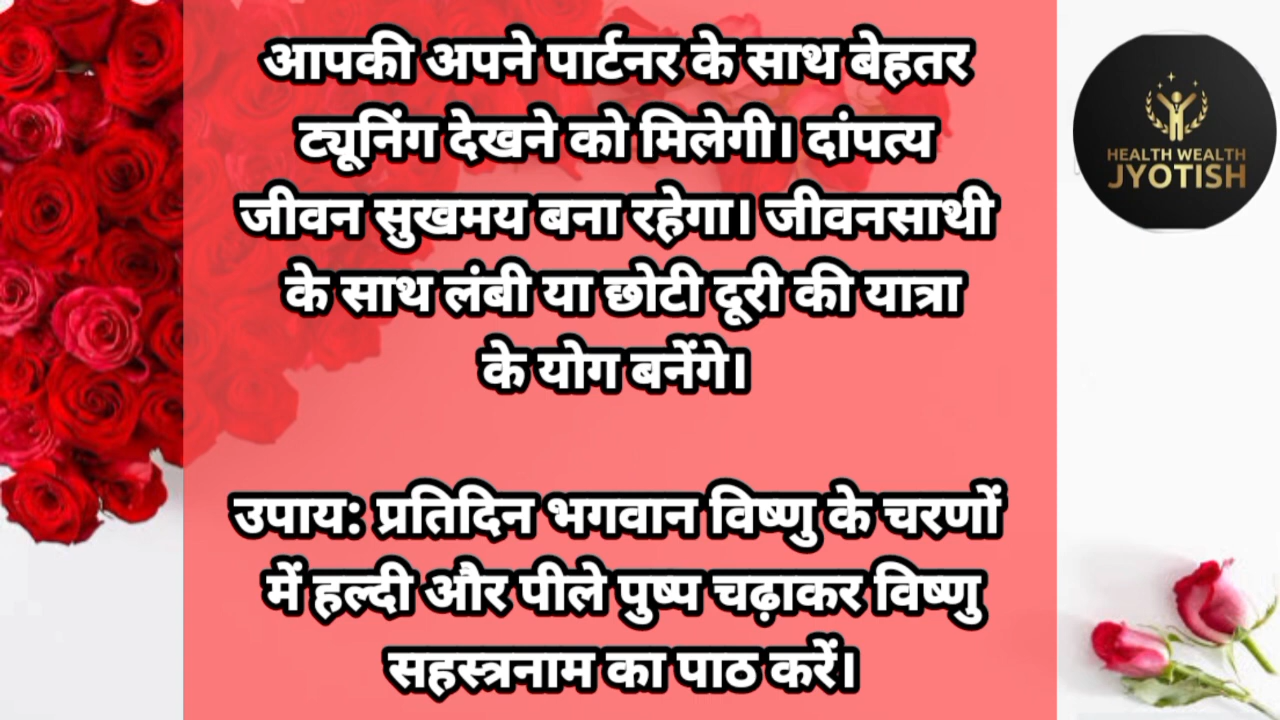 आपकी अपने पार्टनर के साथ बेहतर
ट्यूनिंग देखने को मिलेगी। दांपत्य
जीवन सुखमय बना रहेगा। जीवनसाथी
के साथ लंबी या छोटी दूरी की यात्रा
के योग बनेंगे।
उपाय: प्रतिदिन भगवान विष्णु के चरणों
में हल्दी और पीले पुष्प चढ़ाकर विष्णु
सहस्त्रनाम का पाठ करें।
HEALTH WEALTH
JYOTISH